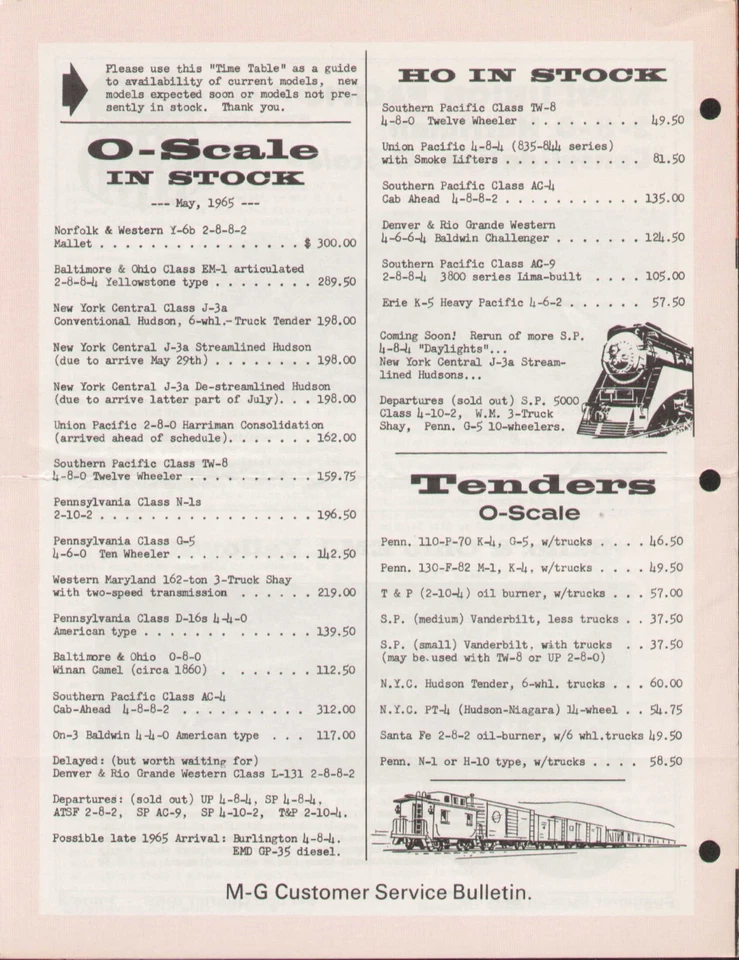 Please use this "Time Table" as a guide
to availability of current models, new
models expected soon or models not pre-
sently in stock. Thank you.
O-Scale
IN STOCK
--- May, 1965 ---
Norfolk & Western Y-6b 2-8-8-2
Mallet . . . . . . . . . . . . . . . . . $ 300.00
Baltimore & Ohio Class EM-1 articulated
2-8-8-4 Yellowstone type . . . . . . . . 289.50
New York Central Class J-3a
Conventional Hudson, 6-whl.-Truck Tender 198.00
New York Central J-3a Streamlined Hudson
(due to arrive May 29th) . . . . . . . . 198.00
New York Central J-3a De-streamlined Hudson
(due to arrive latter part of July). . . 198.00
Union Pacific 2-8-0 Harriman Consolidation
(arrived ahead of schedule). . . . . . . 162.00
Southern Pacific Class TW-8
4-8-0 Twelve Wheeler . . . . . . . . . . 159.75
Pennsylvania Class N-1s
2-10-2 . . . . . . . . . . . . . . . . . 196.50
Pennsylvania Class G-5
4-6-0 Ten Wheeler . . . . . . . . . . . 142.50
Western Maryland 162-ton 3-Truck Shay
with two-speed transmission . . . . . . 219.00
Pennsylvania Class D-16s 4-4-0
American type . . . . . . . . . . . . . 139.50
Baltimore & Ohio 0-8-0
Winan Camel (circa 1860) . . . . . . . 112.50
Southern Pacific Class AC-4
Cab-Ahead 4-8-8-2 . . . . . . . . . . 312.00
On-3 Baldwin 4-4-0 American type . . . 117.00
Delayed: (but worth waiting for)
Denver & Rio Grande Western Class L-131 2-8-8-2
Departures: (sold out) UP 4-8-4, SP 4-8-4,
ATSF 2-8-2, SP AC-9, SP 4-10-2, T&P 2-10-4.
Possible late 1965 Arrival: Burlington 4-8-4.
EMD GP-35 diesel.
HO IN STOCK
Southern Pacific Class TW-8
4-8-0 Twelve Wheeler . . . . . . . . . 49.50
Union Pacific 4-8-4 (835-844 series)
with Smoke Lifters . . . . . . . . . . 81.50
Southern Pacific Class AC-4
Cab Ahead 4-8-8-2 . . . . . . . . . . . 135.00
Denver & Rio Grande Western
4-6-6-4 Baldwin Challenger . . . . . . . 124.50
Southern Pacific Class AC-9
2-8-8-4 3800 series Lima-built . . . . 105.00
Erie K-5 Heavy Pacific 4-6-2 . . . . . . 57.50
Coming Soon! Rerun of more S.P.
4-8-4 "Daylights"...
New York Central J-3a Stream-
lined Hudsons...
Departures (sold out) S.P. 5000
Class 4-10-2, W.M. 3-Truck
Shay, Penn. G-5 10-wheelers.
Tenders
O-Scale
Penn. 110-P-70 K-4, G-5, w/trucks . . . . 46.50
Penn. 130-F-82 M-1, K-4, w/trucks . . . . 49.50
T & P (2-10-4) oil burner, w/trucks . . . 57.00
S.P. (medium) Vanderbilt, less trucks . . 37.50
S.P. (small) Vanderbilt, with trucks . . 37.50
(may be used with TW-8 or UP 2-8-0)
N.Y.C. Hudson Tender, 6-whl. trucks . . . 60.00
N.Y.C. PT-4 (Hudson-Niagara) 14-wheel . . 54.75
Santa Fe 2-8-2 oil-burner, w/6 whl.trucks 49.50
Penn. N-1 or H-10 type, w/trucks . . . . 58.50
M-G Customer Service Bulletin.